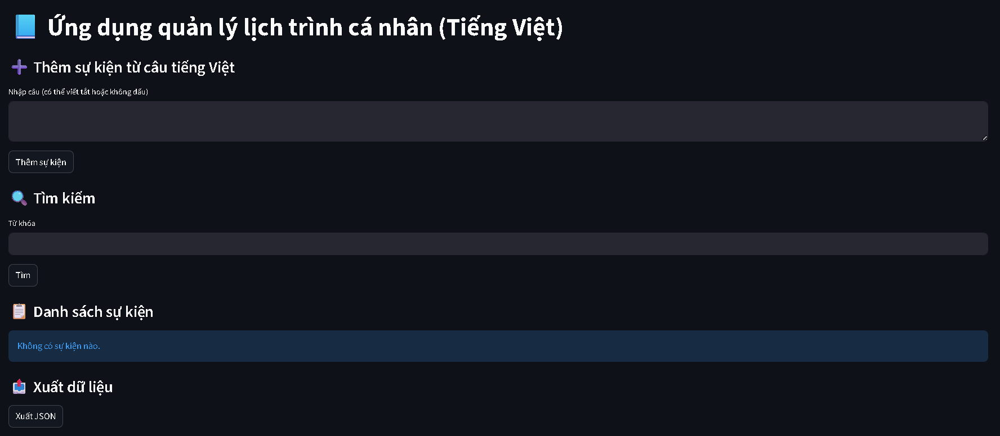 Ứng dụng quản lý lịch trình cá nhân (Tiếng Việt)
Thêm sự kiện từ câu tiếng Việt
Nhập câu (có thể viết tắt hoặc không dấu)
Thêm sự kiện
Tìm kiếm
Từ khóa
Tìm
Danh sách sự kiện
Không có sự kiện nào.
Xuất dữ liệu
Xuất JSON